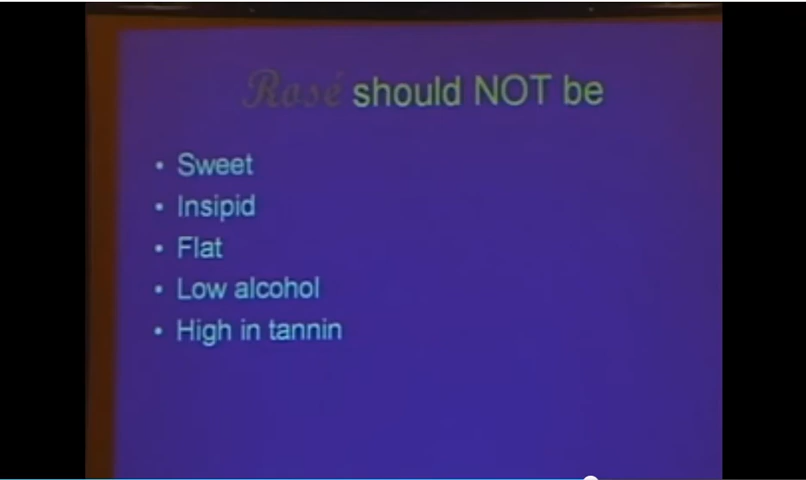 Rosé should NOT be
• Sweet
• Insipid
• Flat
• Low alcohol
• High in tannin